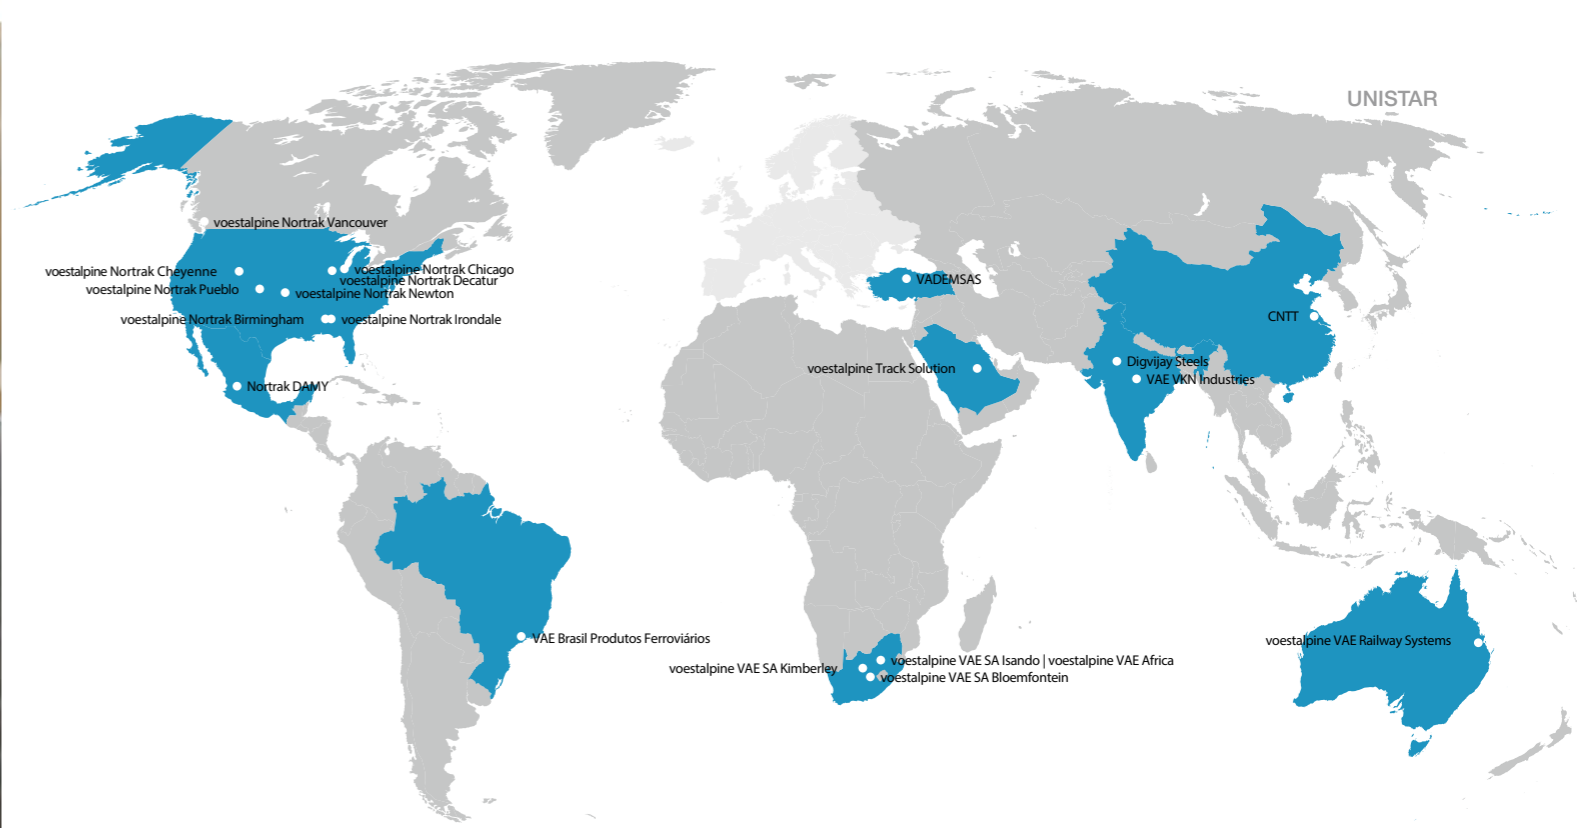 UNISTAR
voestalpine Nortrak Vancouver
voestalpine Nortrak Cheyenne
voestalpine Nortrak Chicago
voestalpine Nortrak Decatur
voestalpine Nortrak Pueblo
voestalpine Nortrak Newton
voestalpine Nortrak Birmingham
voestalpine Nortrak Irondale
Nortrak DAMY
VADEMSAS
CNTT
voestalpine Track Solution
Digvijay Steels
VAE VKN Industries
VAE Brasil Produtos Ferroviários
voestalpine VAE SA Kimberley
voestalpine VAE SA Isando | voestalpine VAE Africa
voestalpine VAE SA Bloemfontein
voestalpine VAE Railway Systems